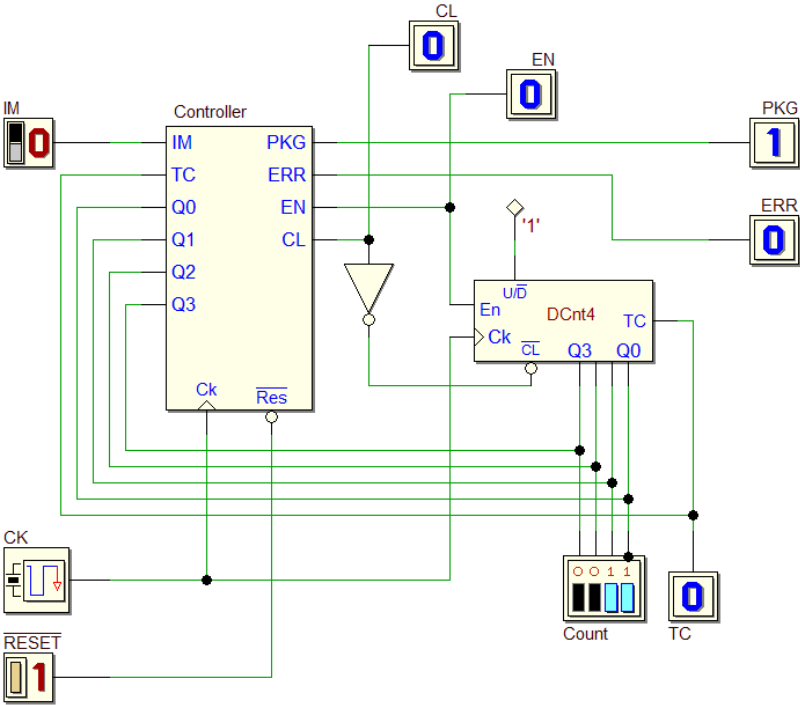 CL
0
EN
0
IM
0
Controller
PKG
1
IM PKG
TC ERR
Q0 EN
Q1 CL
Q2
Q3
Ck Res
ERR
0
'1'
U/D
En DCnt4
TC
Ck
CL Q3 Q0
CK
0 0 1 1
Count
0
TC
RESET
1